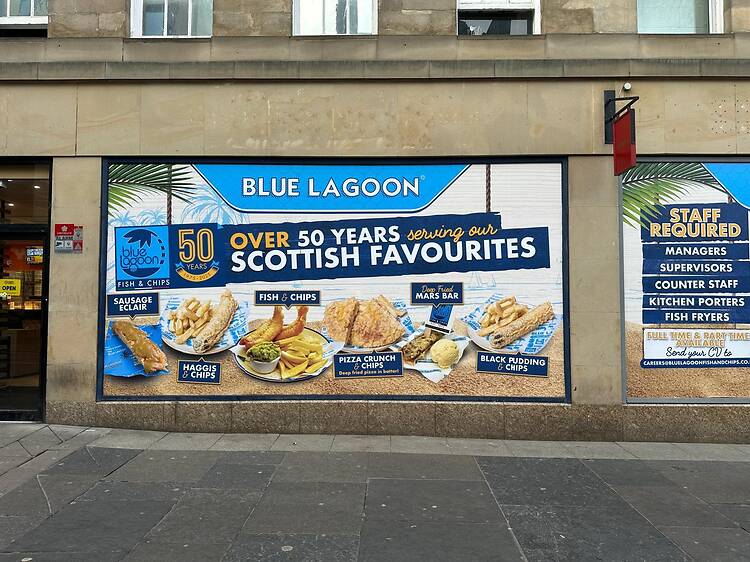 BLUE LAGOON
blue
lagoon
FISH & CHIPS
50
YEARS
OVER 50 YEARS serving our
SCOTTISH FAVOURITES
SAUSAGE
ECLAIR
HAGGIS
& CHIPS
FISH & CHIPS
PIZZA CRUNCH
& CHIPS
Deep fried pizza in batter!
Deep Fried
MARS BAR
BLACK PUDDING
& CHIPS
STAFF
REQUIRED
MANAGERS
SUPERVISORS
COUNTER STAFF
KITCHEN PORTERS
FISH FRYERS
FULL TIME & PART TIME
AVAILABLE
Send your CV to
CAREERS@BLUELAGOONFISHANDCHIPS.CO.
OPEN